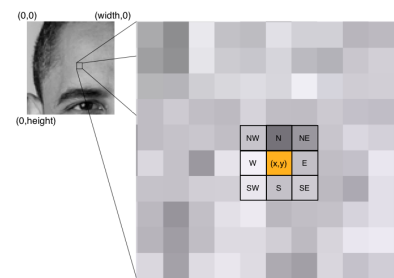 (0,0) (width,0)
(0,height)
NW N NE
W (x,y) E
SW S SE